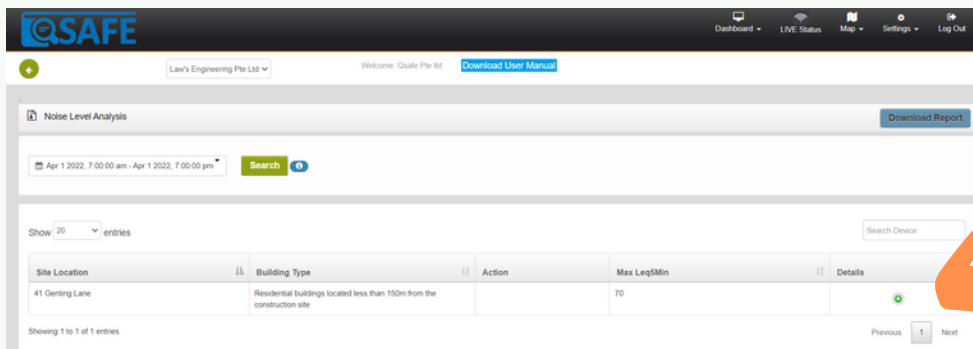 QSAFE
Dashboard LIVE Status Map Settings Log Out
Law's Engineering Pte Ltd Welcome: Qsafe Pte ltd Download User Manual
Noise Level Analysis Download Report
Apr 1 2022, 7:00:00 am - Apr 1 2022, 7:00:00 pm Search
Show 20 entries Search Device
Site Location Building Type Action Max Leq5Min Details
41 Genting Lane Residential buildings located less than 150m from the 70
construction site
Showing 1 to 1 of 1 entries Previous 1 Next